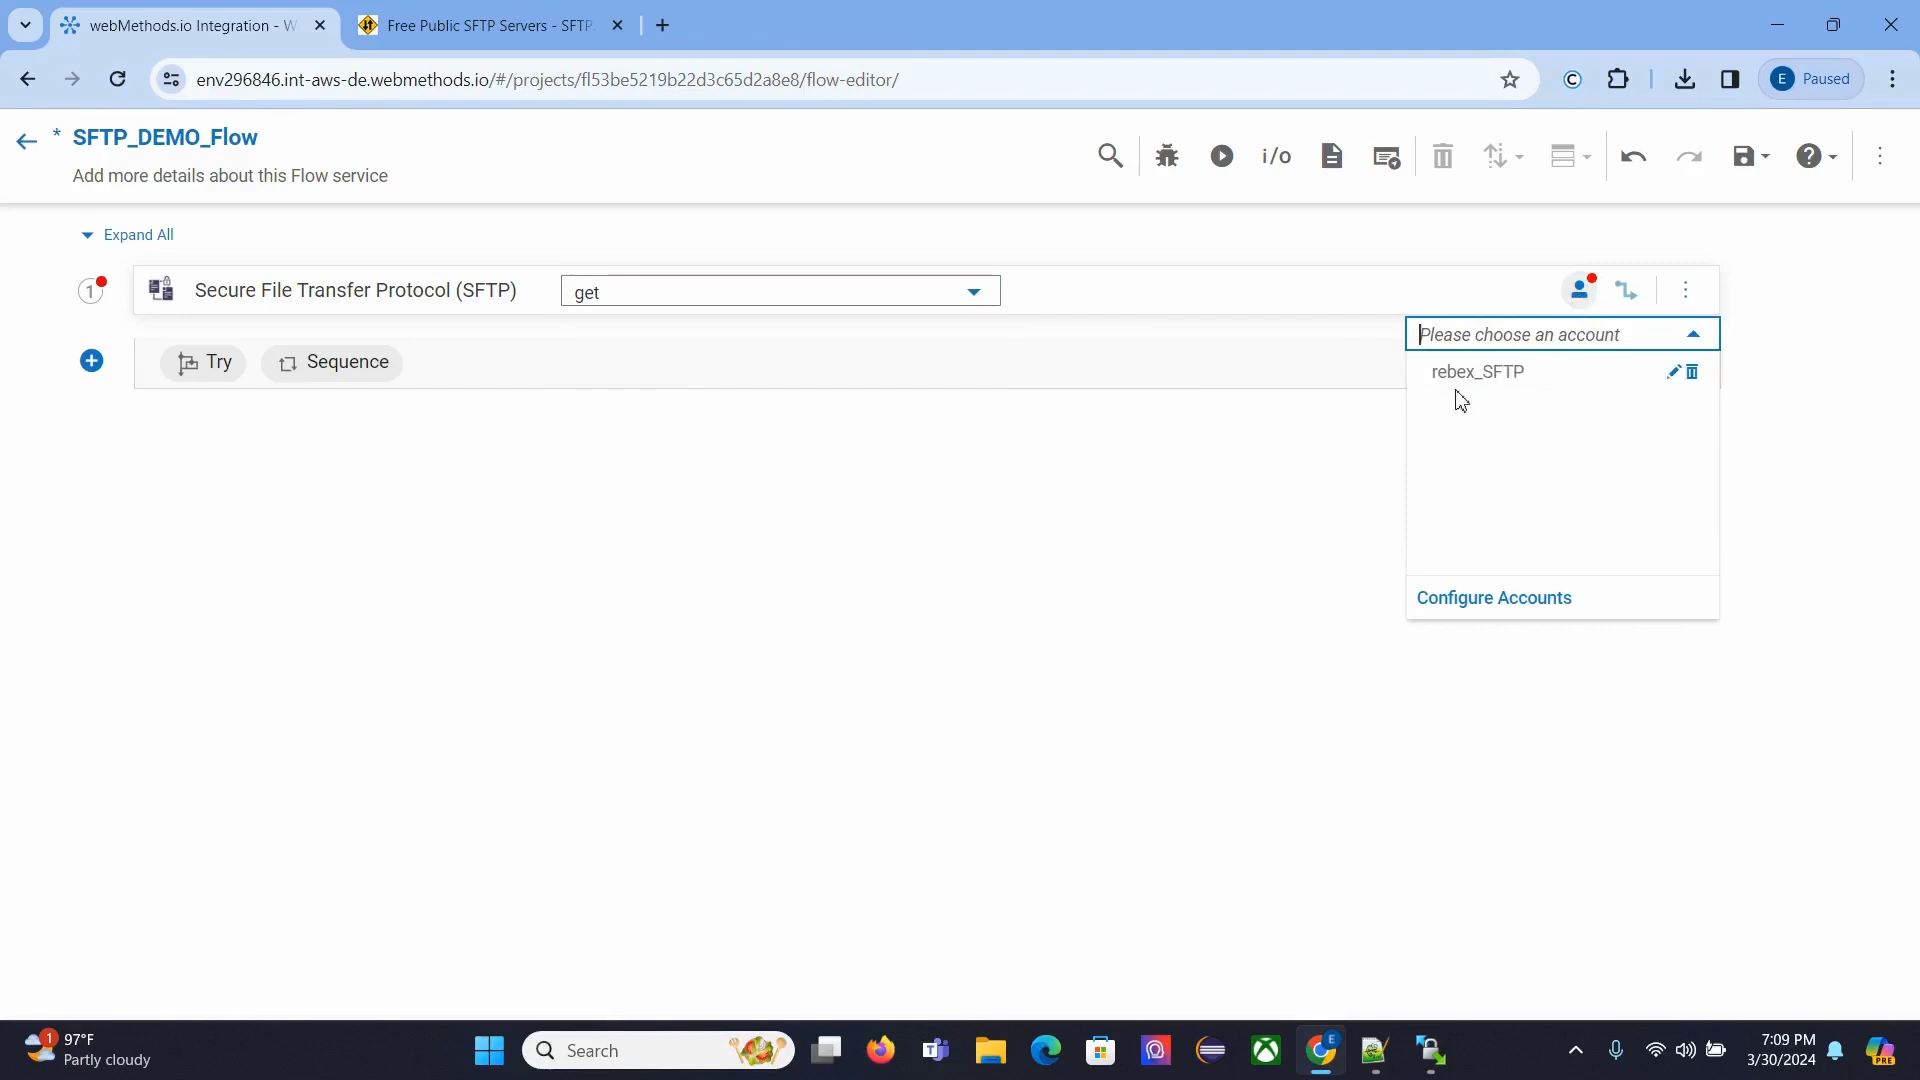 webMethods.io Integration - W
Free Public SFTP Servers - SFTP
env296846.int-aws-de.webmethods.io/#/projects/fl53be5219b22d3c65d2a8e8/flow-editor/
E Paused
* SFTP_DEMO_Flow
Add more details about this Flow service
i/o
Expand All
1 Secure File Transfer Protocol (SFTP) get
Please choose an account
Try Sequence
rebex_SFTP
Configure Accounts
1 97°F
Partly cloudy
Search
E
PRE
7:09 PM
3/30/2024